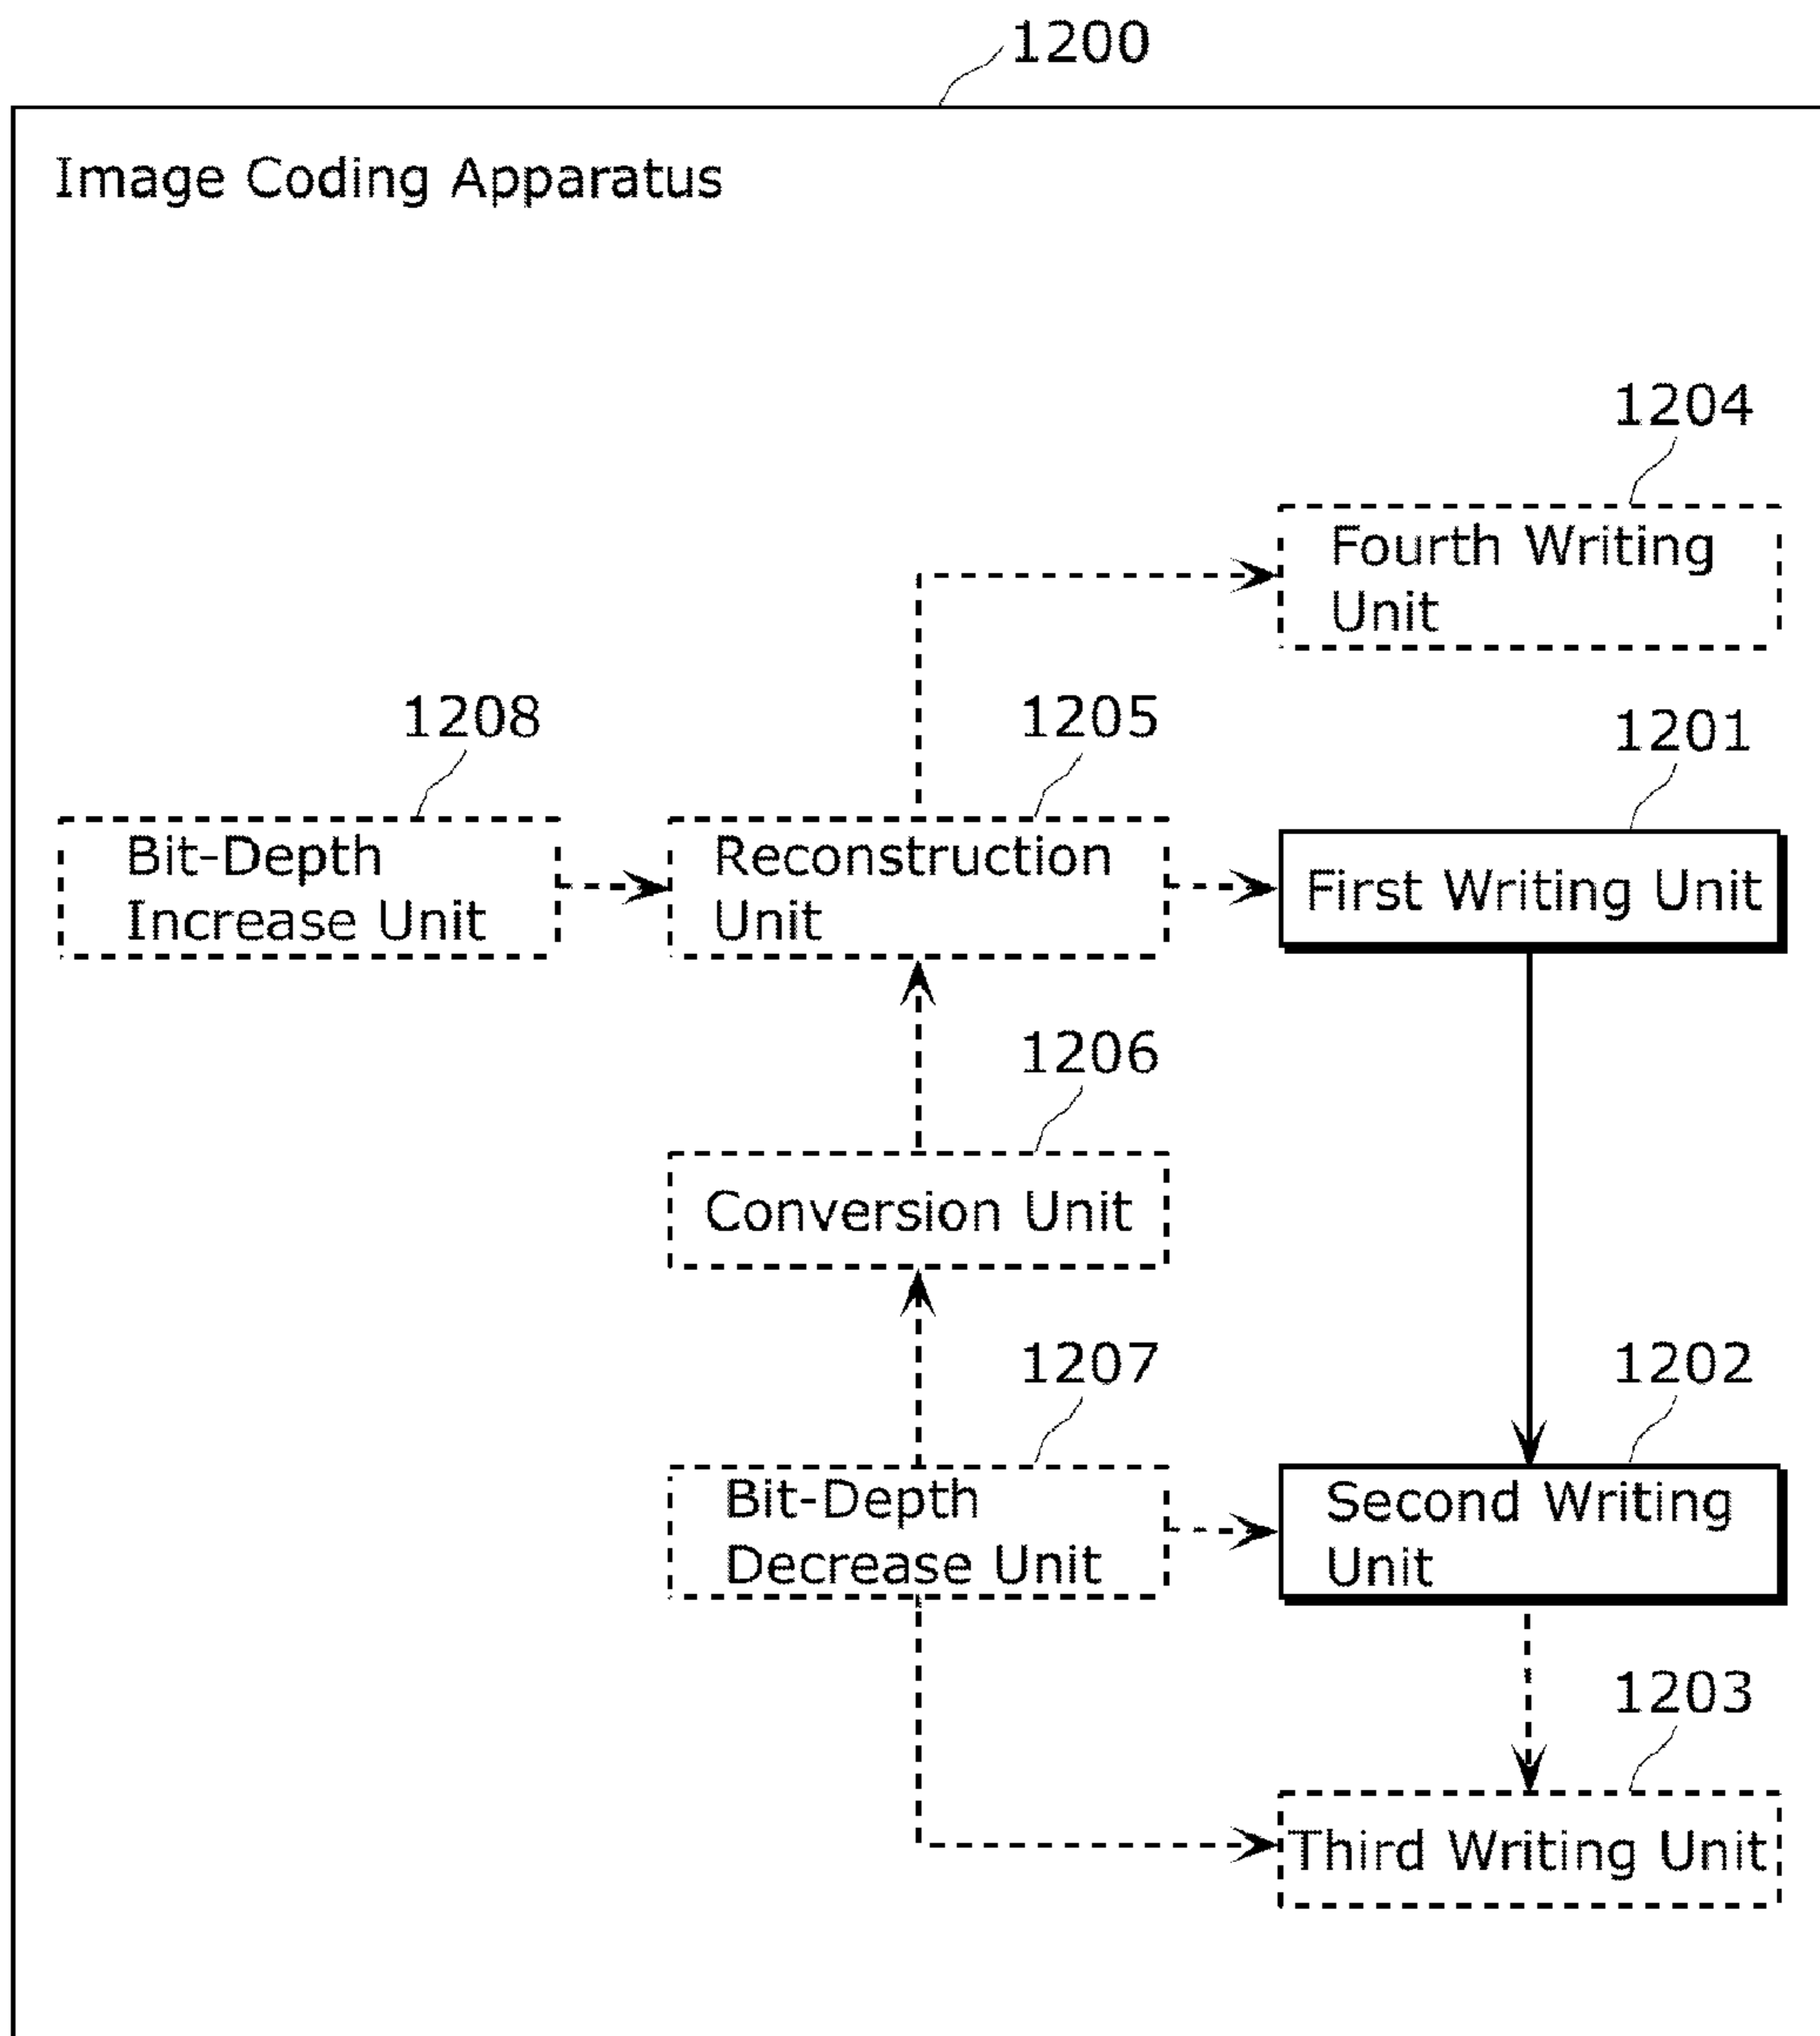 1200
Image Coding Apparatus
1204
Fourth Writing
Unit
1208
1205
1201
Bit-Depth
Increase Unit
Reconstruction
Unit
First Writing Unit
1206
Conversion Unit
1207
1202
Bit-Depth
Decrease Unit
Second Writing
Unit
1203
Third Writing Unit